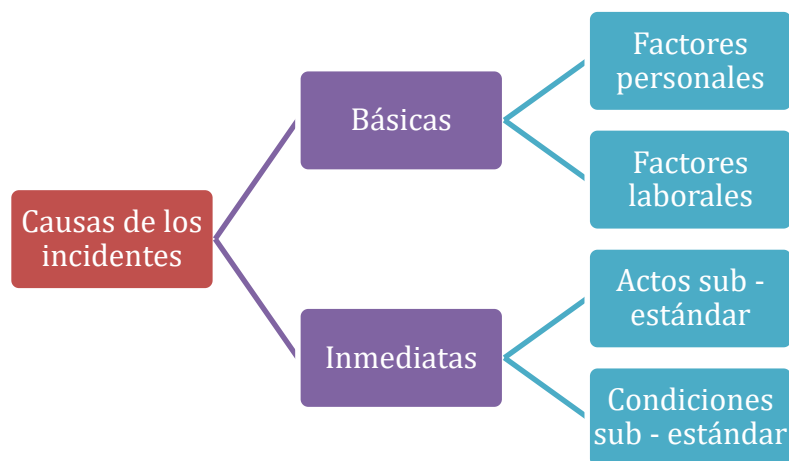 Factores
personales
Básicas
Factores
laborales
Causas de los
incidentes
Actos sub -
estándar
Inmediatas
Condiciones
sub - estándar